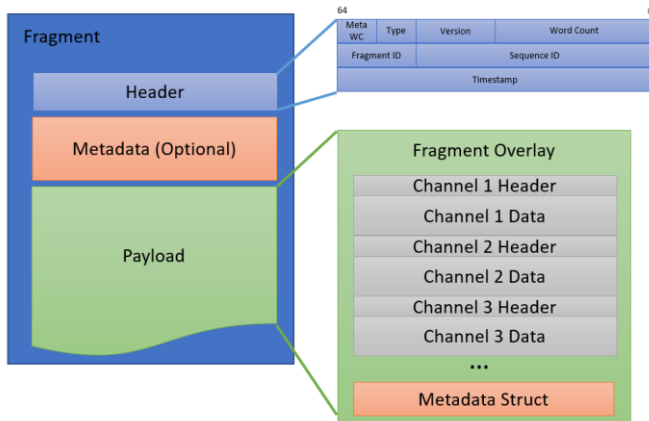 Fragment
Header
Metadata (Optional)
Payload
64
Meta WC Type Version Word Count
Fragment ID Sequence ID
Timestamp
Fragment Overlay
Channel 1 Header
Channel 1 Data
Channel 2 Header
Channel 2 Data
Channel 3 Header
Channel 3 Data
...
Metadata Struct